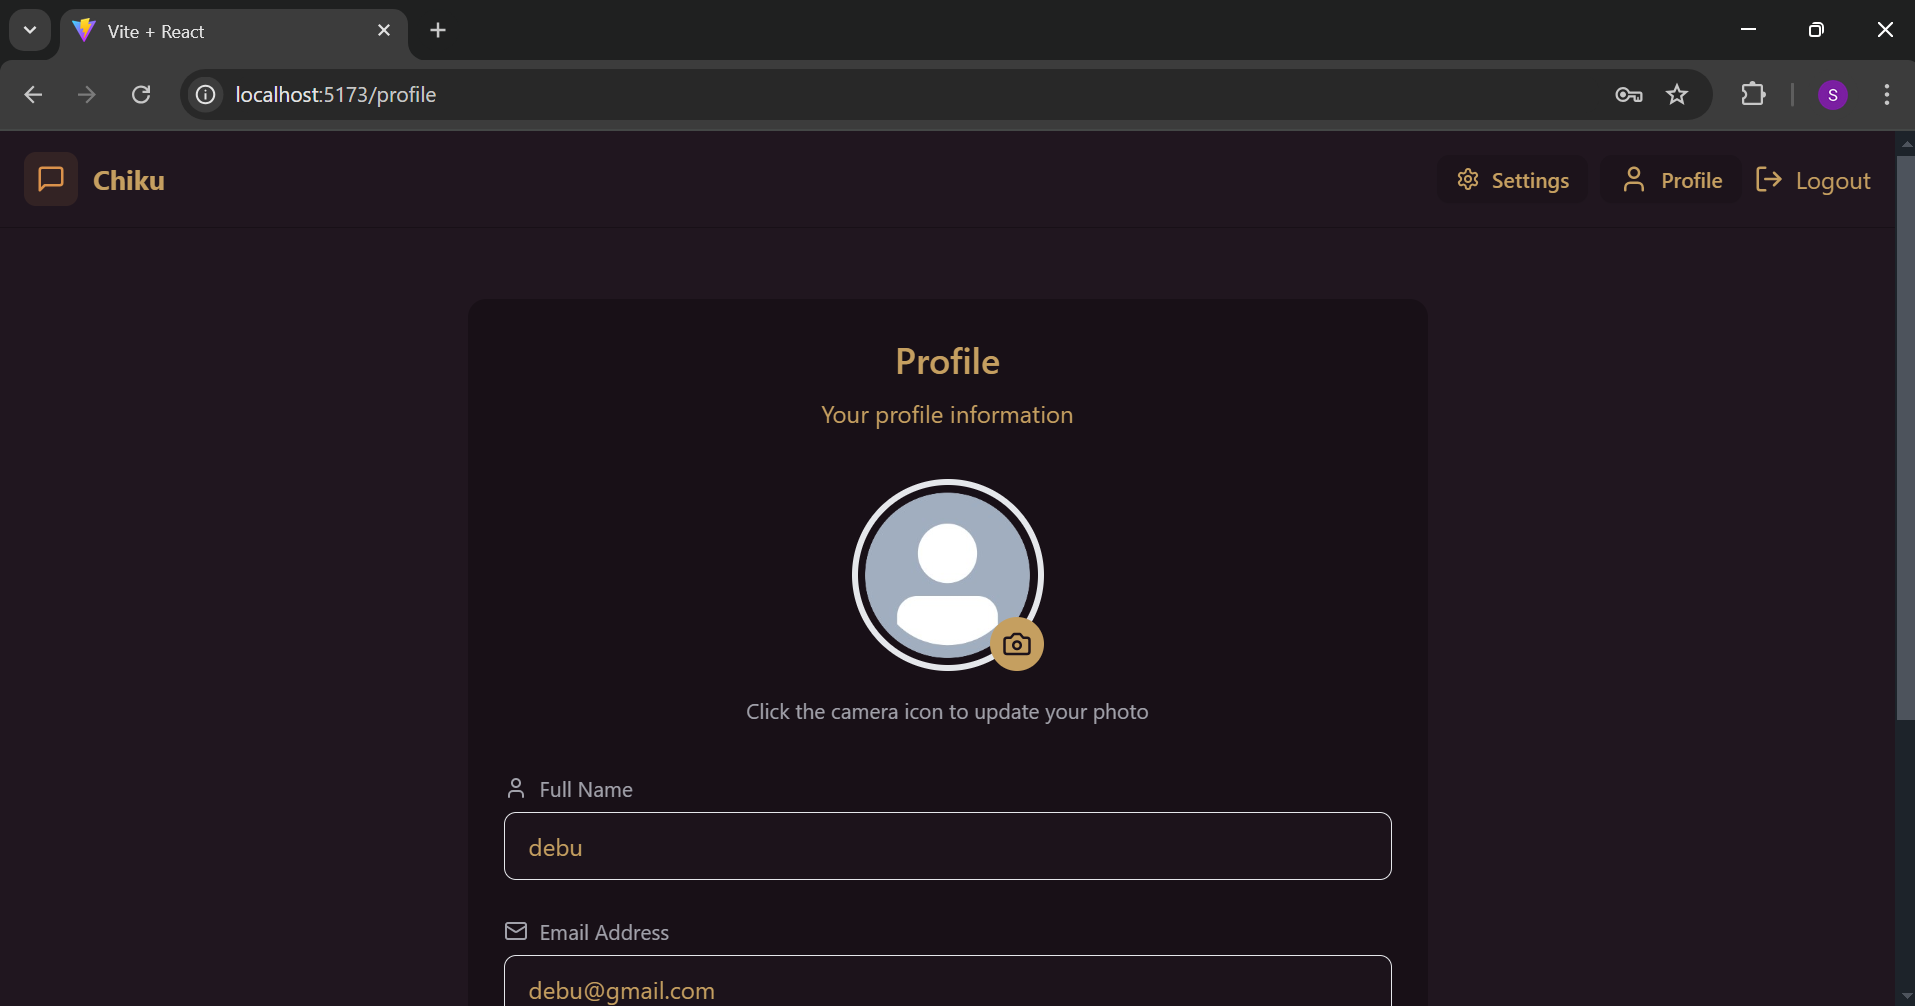 Vite + React
localhost:5173/profile
S
Chiku
Settings
Profile
Logout
Profile
Your profile information
Click the camera icon to update your photo
Full Name
debu
Email Address
debu@gmail.com